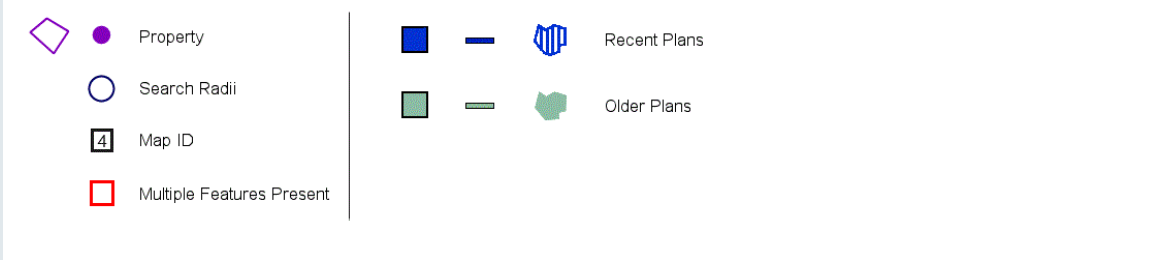 Property
Search Radii
4 Map ID
Multiple Features Present
Recent Plans
Older Plans